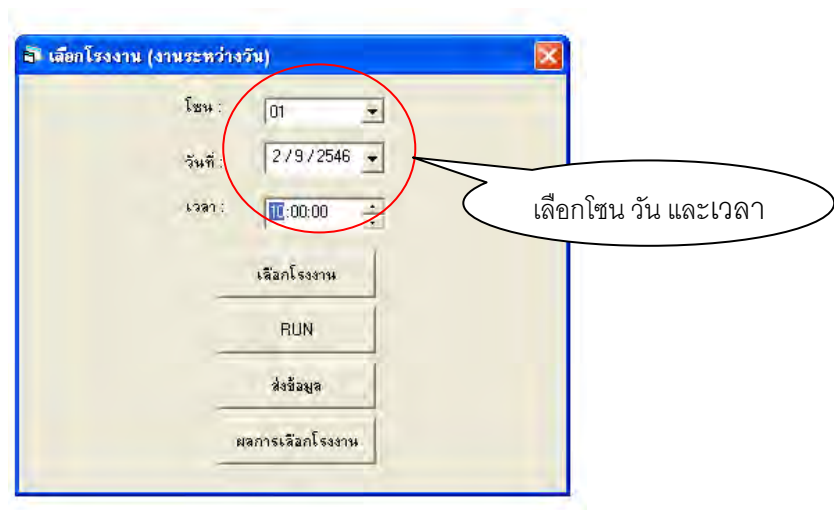 เลือกโรงงาน (งานระหว่างวัน)
โซน : 01
วันที่ : 2/9/2546
เวลา : 10:00:00
เลือกโซน วัน และเวลา
เลือกโรงงาน
RUN
ส่งข้อมูล
ผลการเลือกโรงงาน